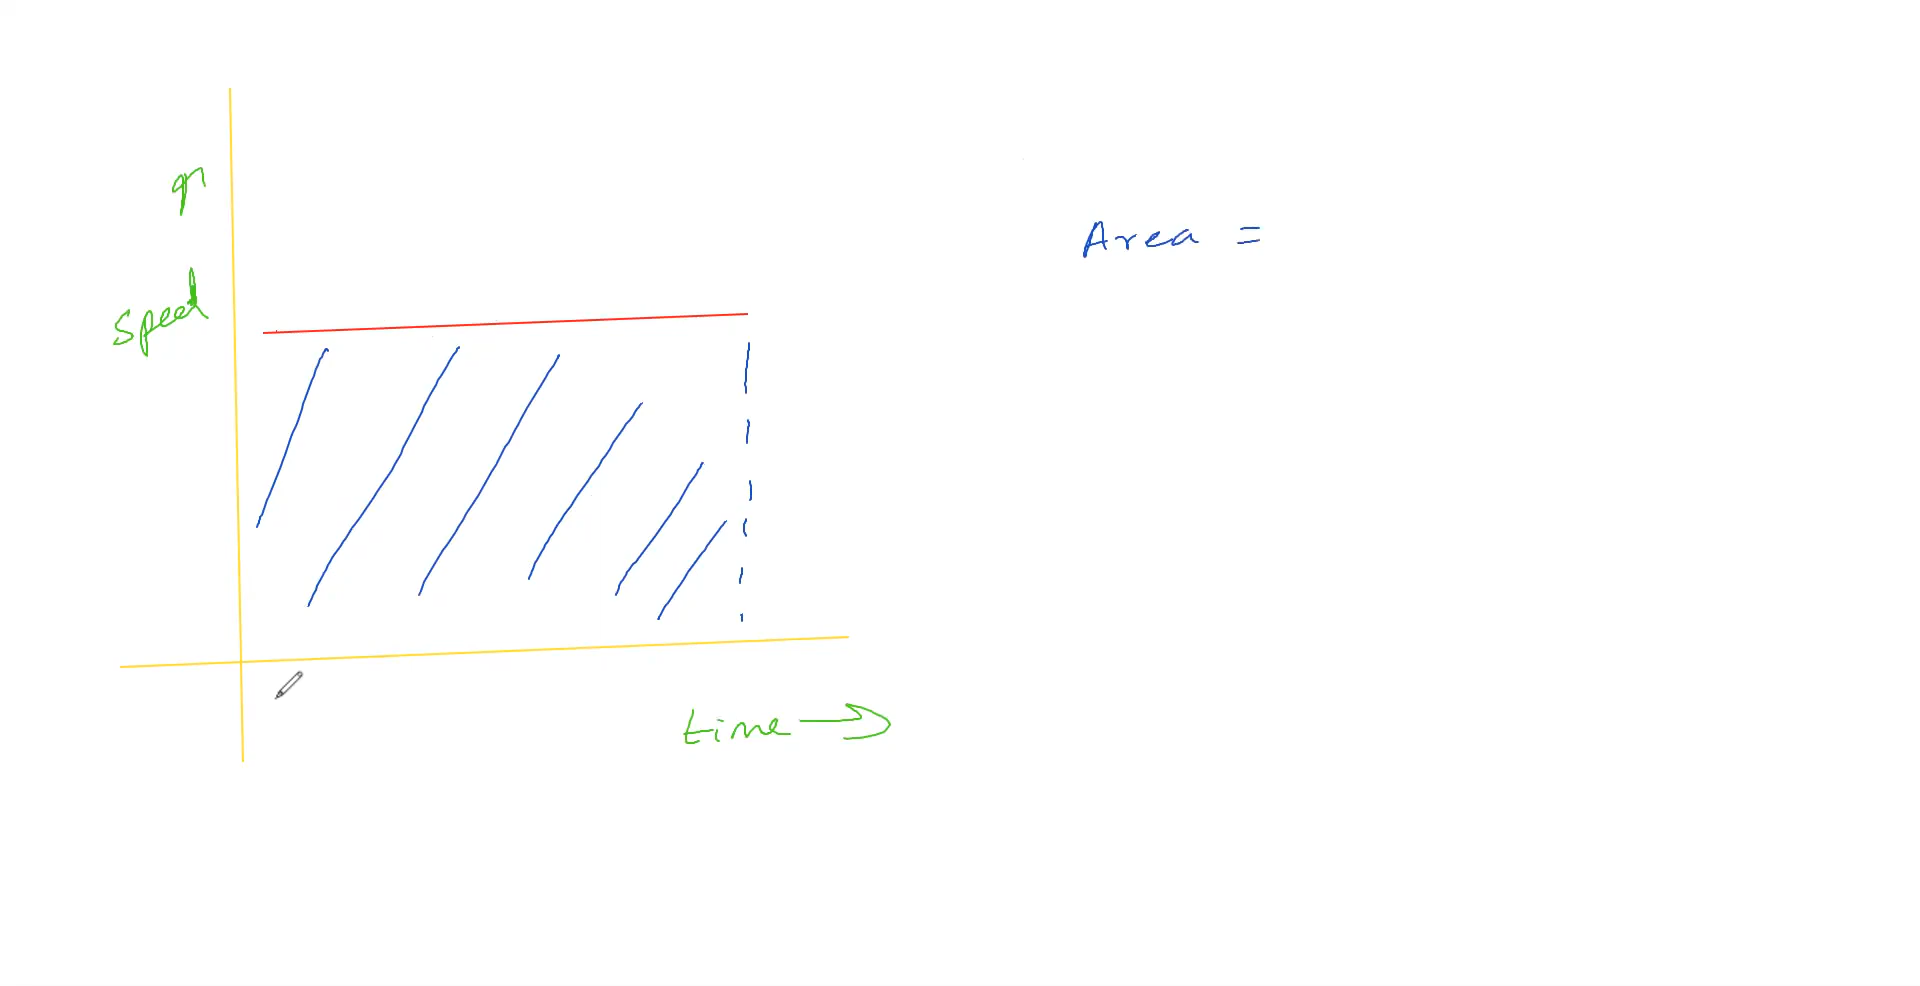 Speed
Area =
time →